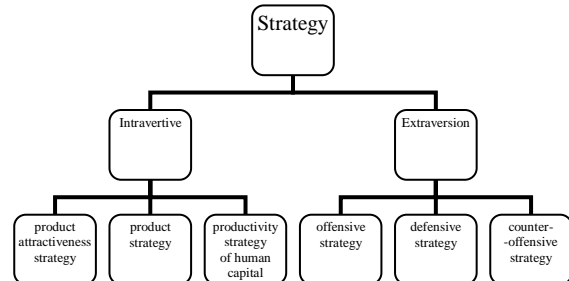 Strategy
Intravertive
Extraversion
product
attractiveness
strategy
product
strategy
productivity
strategy
of human
capital
offensive
strategy
defensive
strategy
counter-
-offensive
strategy